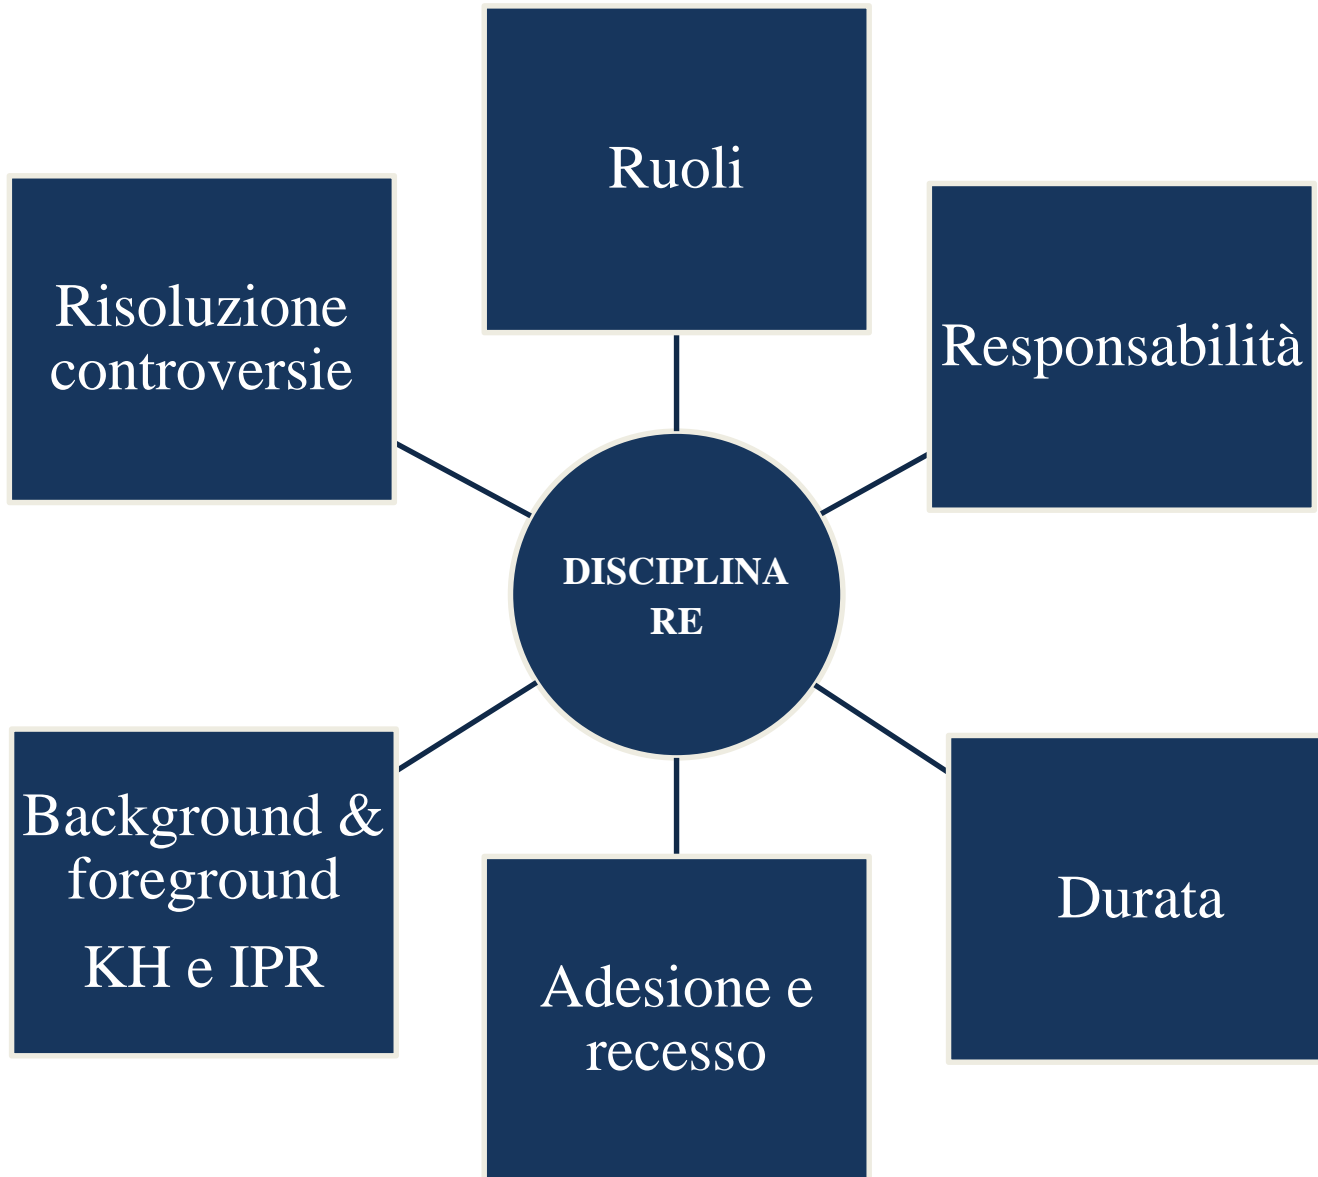 Ruoli
Risoluzione
controversie
Responsabilità
DISCIPLINA
RE
Background &
foreground
KH e IPR
Durata
Adesione e
recesso